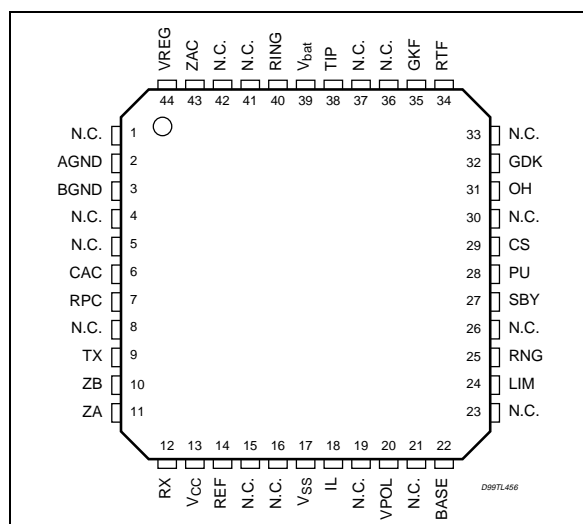 VREG ZAC N.C. N.C. RING Vbat TIP N.C. N.C. GKF RTF
44 43 42 41 40 39 38 37 36 35 34
N.C. 1 33 N.C.
AGND 2 32 GDK
BGND 3 31 OH
N.C. 4 30 N.C.
N.C. 5 29 CS
CAC 6 28 PU
RPC 7 27 SBY
N.C. 8 26 N.C.
TX 9 25 RNG
ZB 10 24 LIM
ZA 11 23 N.C.
12 13 14 15 16 17 18 19 20 21 22
RX VCC REF N.C. N.C. VSS IL N.C. VPOL N.C. BASE
D99TL456